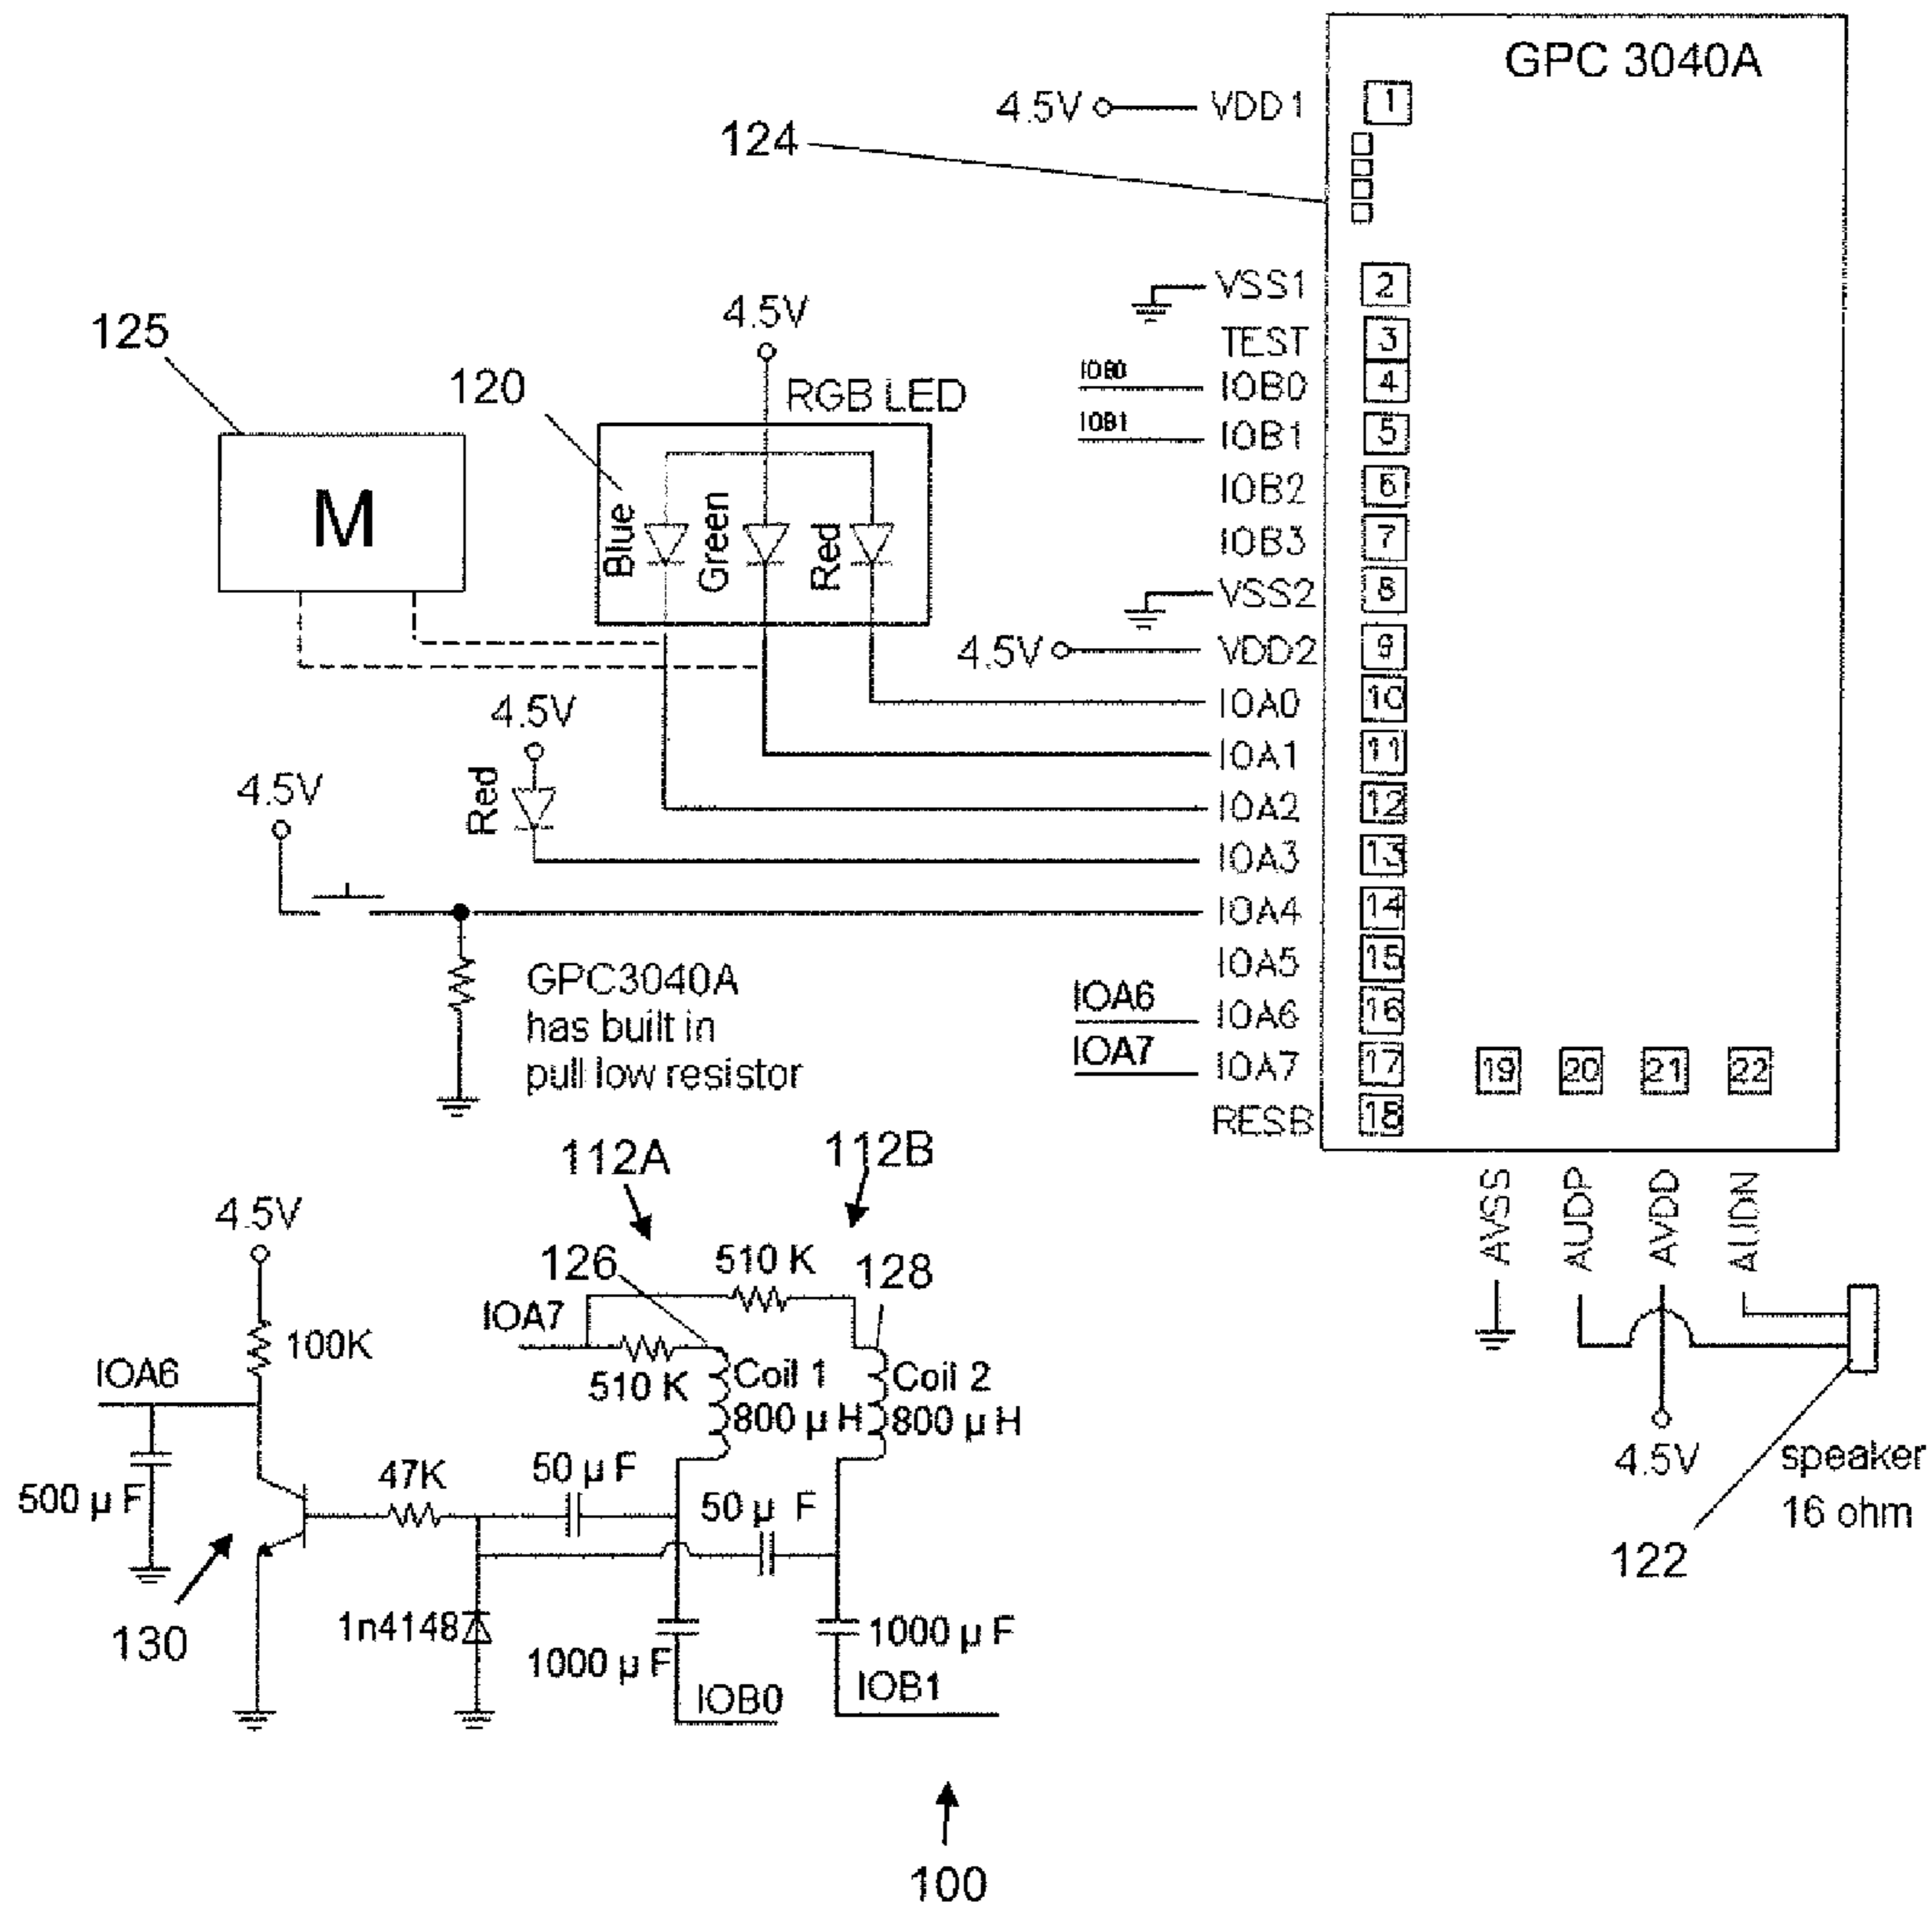 GPC 3040A
4.5V VDD1 1
124
VSS1 2
4.5V
125
TEST 3
120
RGB LED
IOB0 IOB0 4
IOB1 IOB1 5
M
Blue
Green
Red
IOB2 6
IOB3 7
VSS2 8
4.5V VDD2 9
IOA0 10
4.5V
IOA1 11
4.5V
Red
IOA2 12
IOA3 13
IOA4 14
GPC3040A
has built in
pull low resistor
IOA5 15
IOA6 IOA6 16
IOA7 IOA7 17
RESB 18
19 20 21 22
AVSS
AUDP
AVDD
AUDN
112A
112B
4.5V
126
510 K
128
IOA7
100K
IOA6
510 K
Coil 1
800 µ H
Coil 2
800 µ H
4.5V
speaker
16 ohm
122
500 µ F
47K
50 µ F
50 µ F
130
1n4148
1000 µ F
1000 µ F
IOB0
IOB1
100